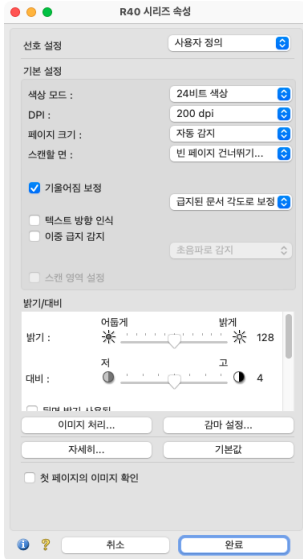 R40 시리즈 속성
선호 설정 사용자 정의
기본 설정
색상 모드 : 24비트 색상
DPI : 200 dpi
페이지 크기 : 자동 감지
스캔할 면 : 빈 페이지 건너뛰기...
기울어짐 보정
급지된 문서 각도로 보정
텍스트 방향 인식
이중 급지 감지
초음파로 감지
스캔 영역 설정
밝기/대비
어둡게 밝게
밝기 : 128
저 고
대비 : 4
이미지 처리... 감마 설정...
자세히... 기본값
첫 페이지의 이미지 확인
취소 완료